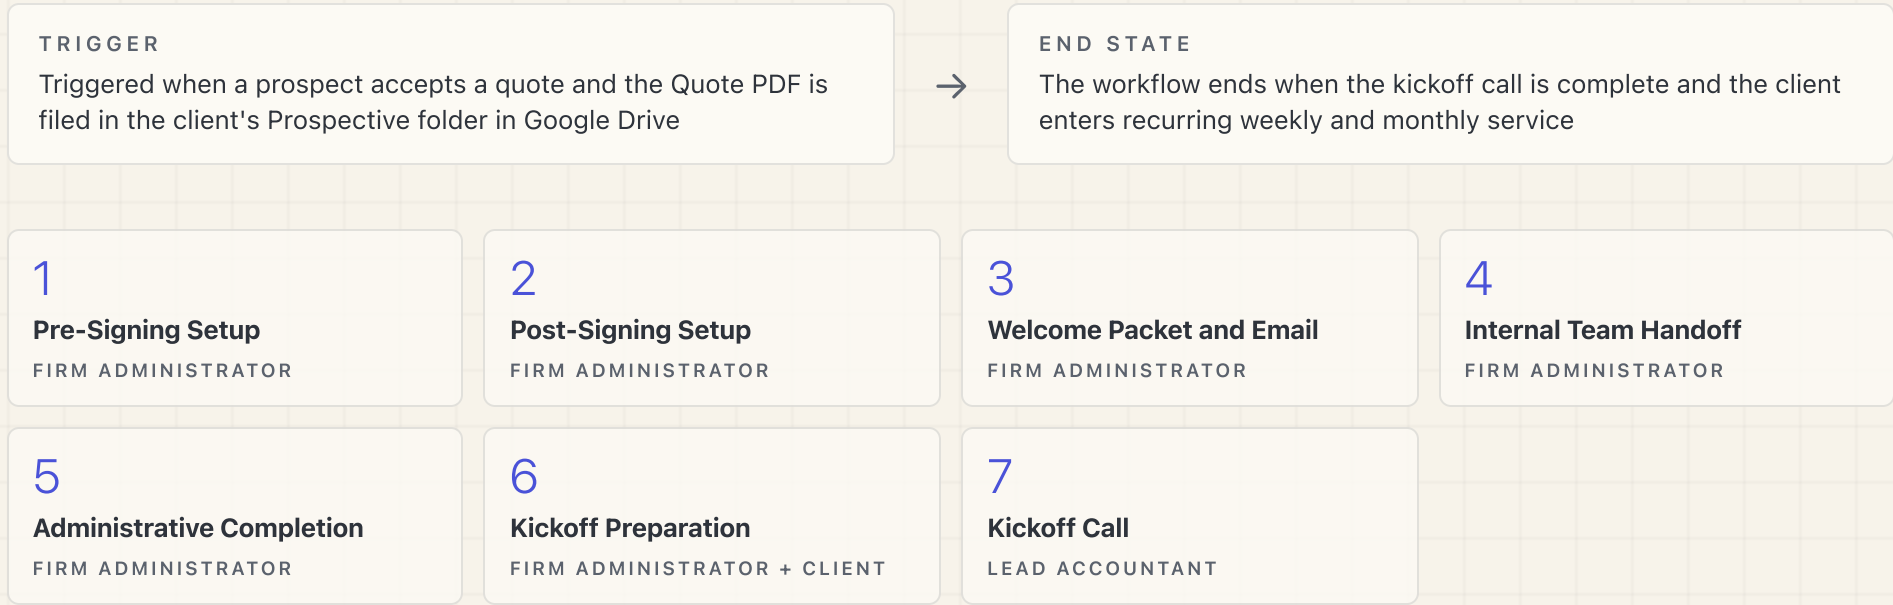 TRIGGER
Triggered when a prospect accepts a quote and the Quote PDF is
filed in the client's Prospective folder in Google Drive
→
END STATE
The workflow ends when the kickoff call is complete and the client
enters recurring weekly and monthly service
1
Pre-Signing Setup
FIRM ADMINISTRATOR
2
Post-Signing Setup
FIRM ADMINISTRATOR
3
Welcome Packet and Email
FIRM ADMINISTRATOR
4
Internal Team Handoff
FIRM ADMINISTRATOR
5
Administrative Completion
FIRM ADMINISTRATOR
6
Kickoff Preparation
FIRM ADMINISTRATOR + CLIENT
7
Kickoff Call
LEAD ACCOUNTANT